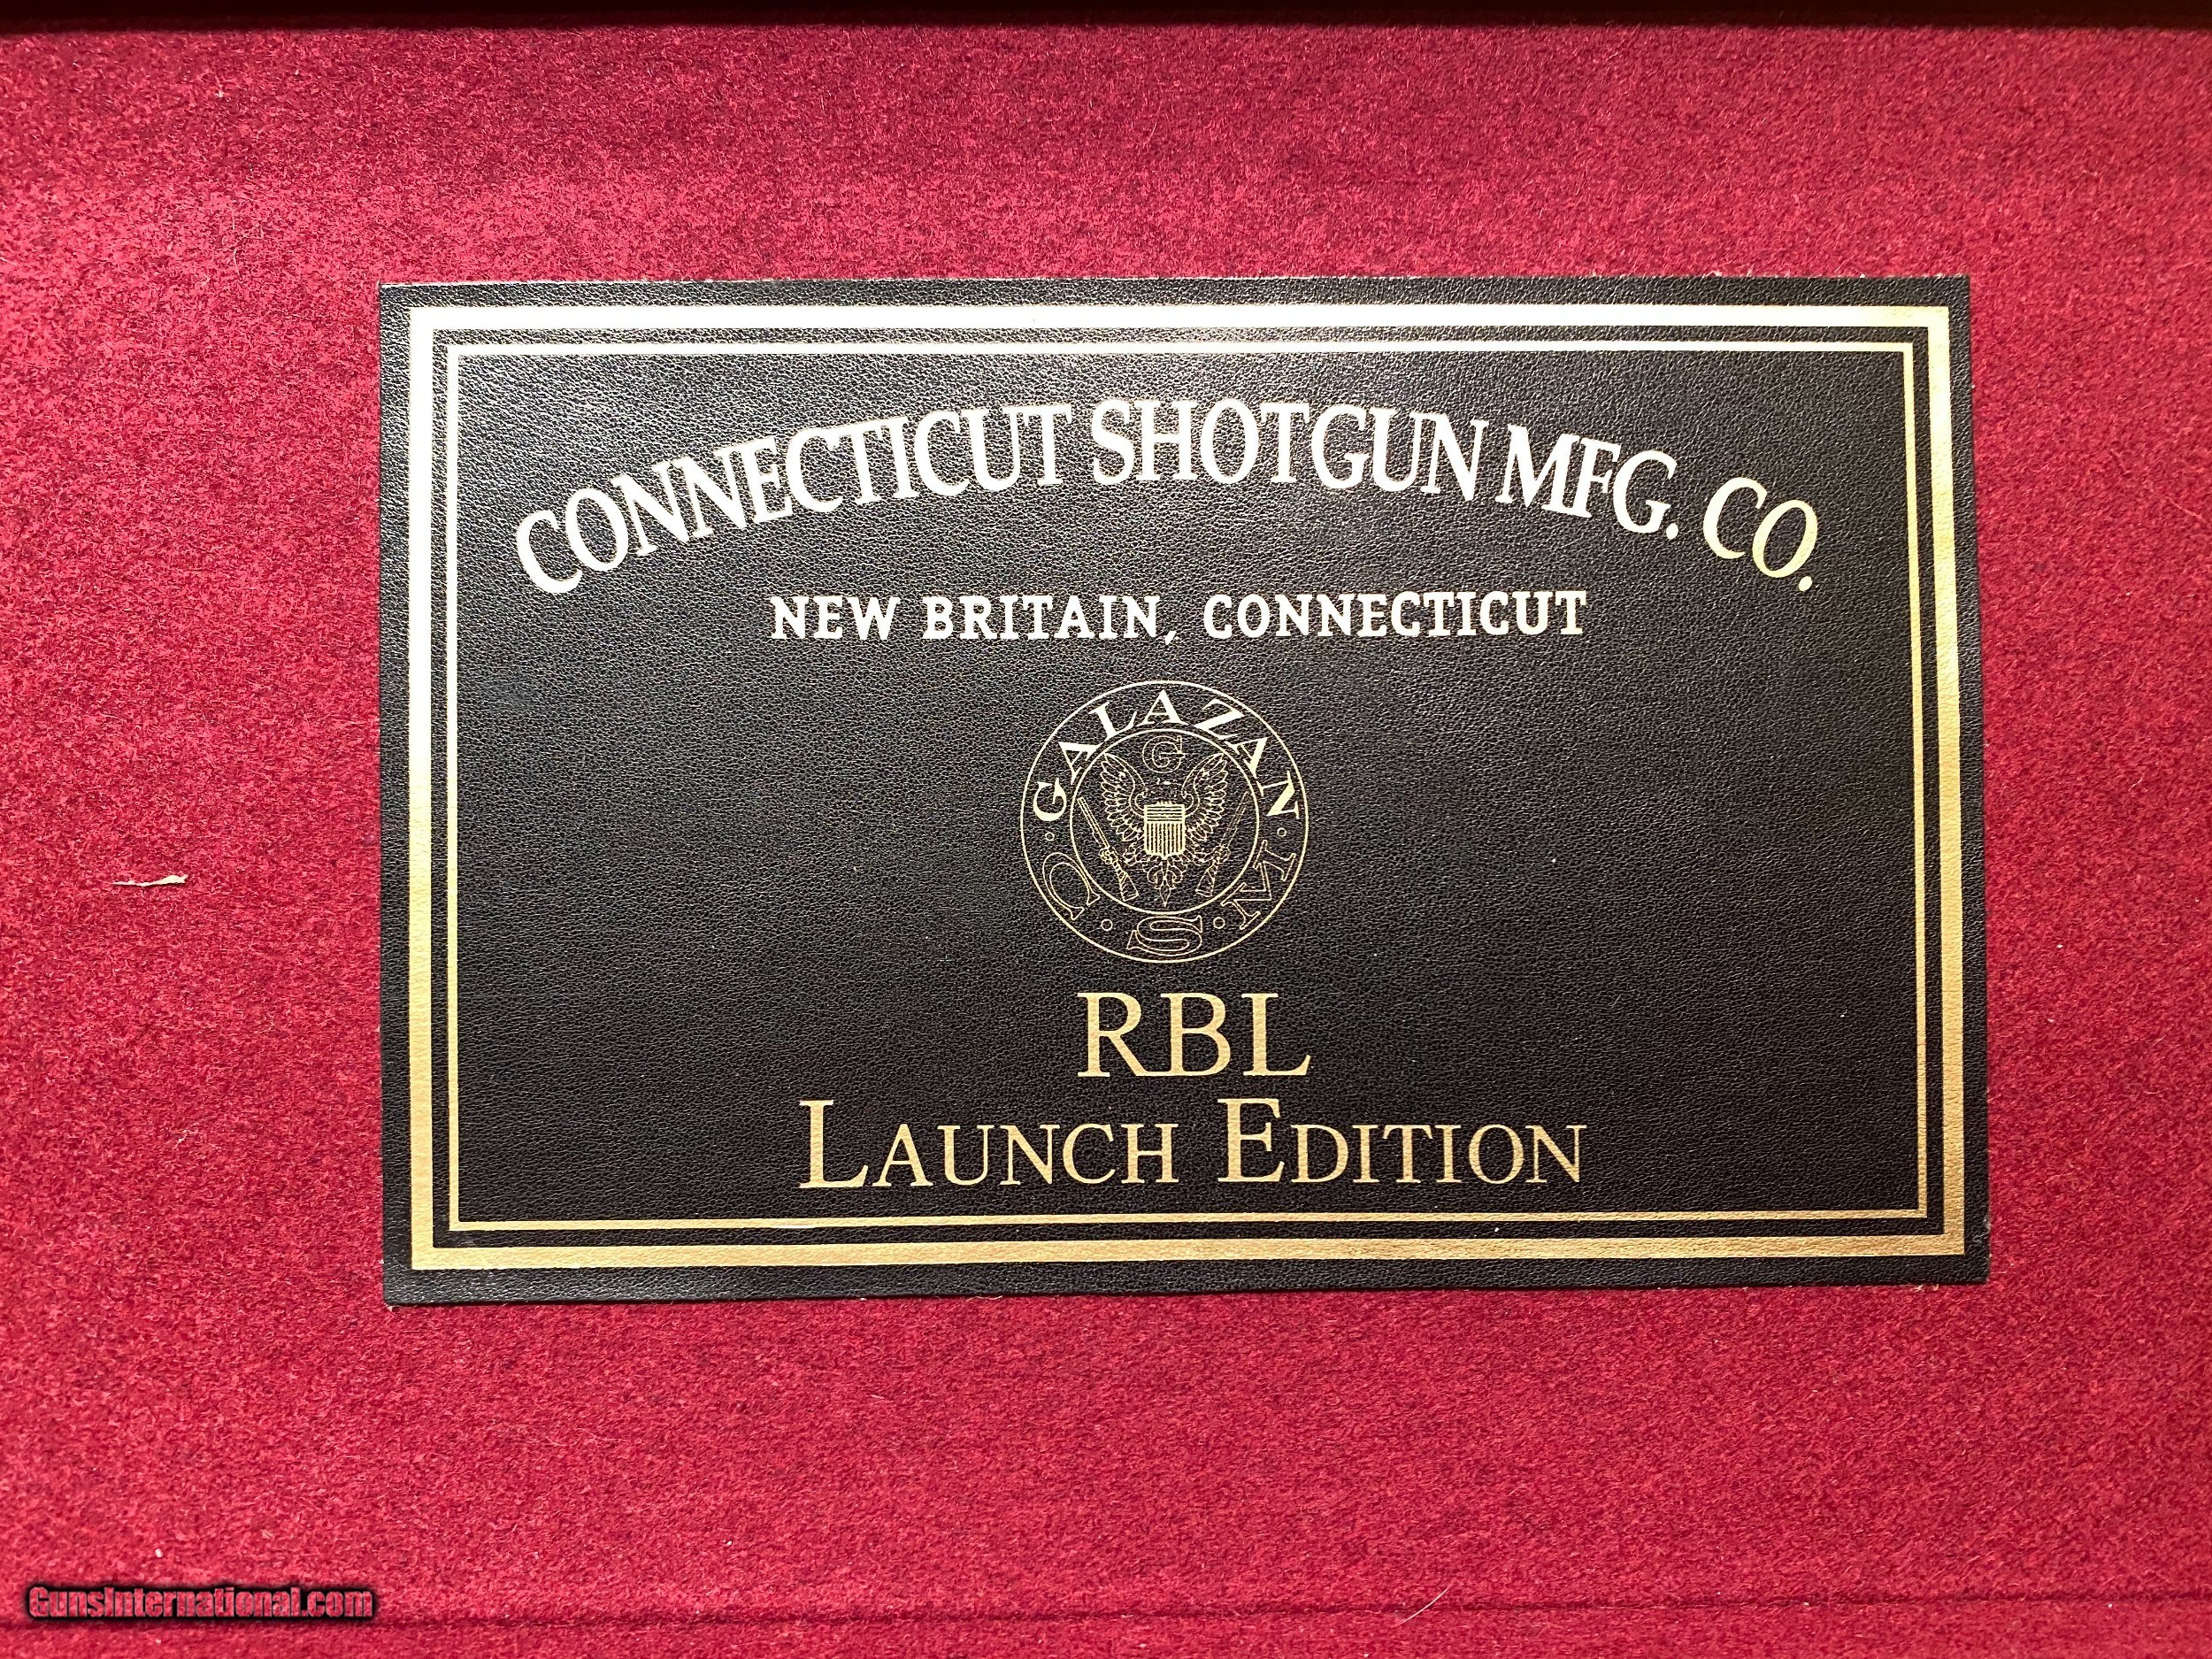 CONNECTICUT SHOTGUN MFG. CO.
NEW BRITAIN, CONNECTICUT
GALAZAN
G
C·S·M
RBL
LAUNCH EDITION
GunsInternational.com